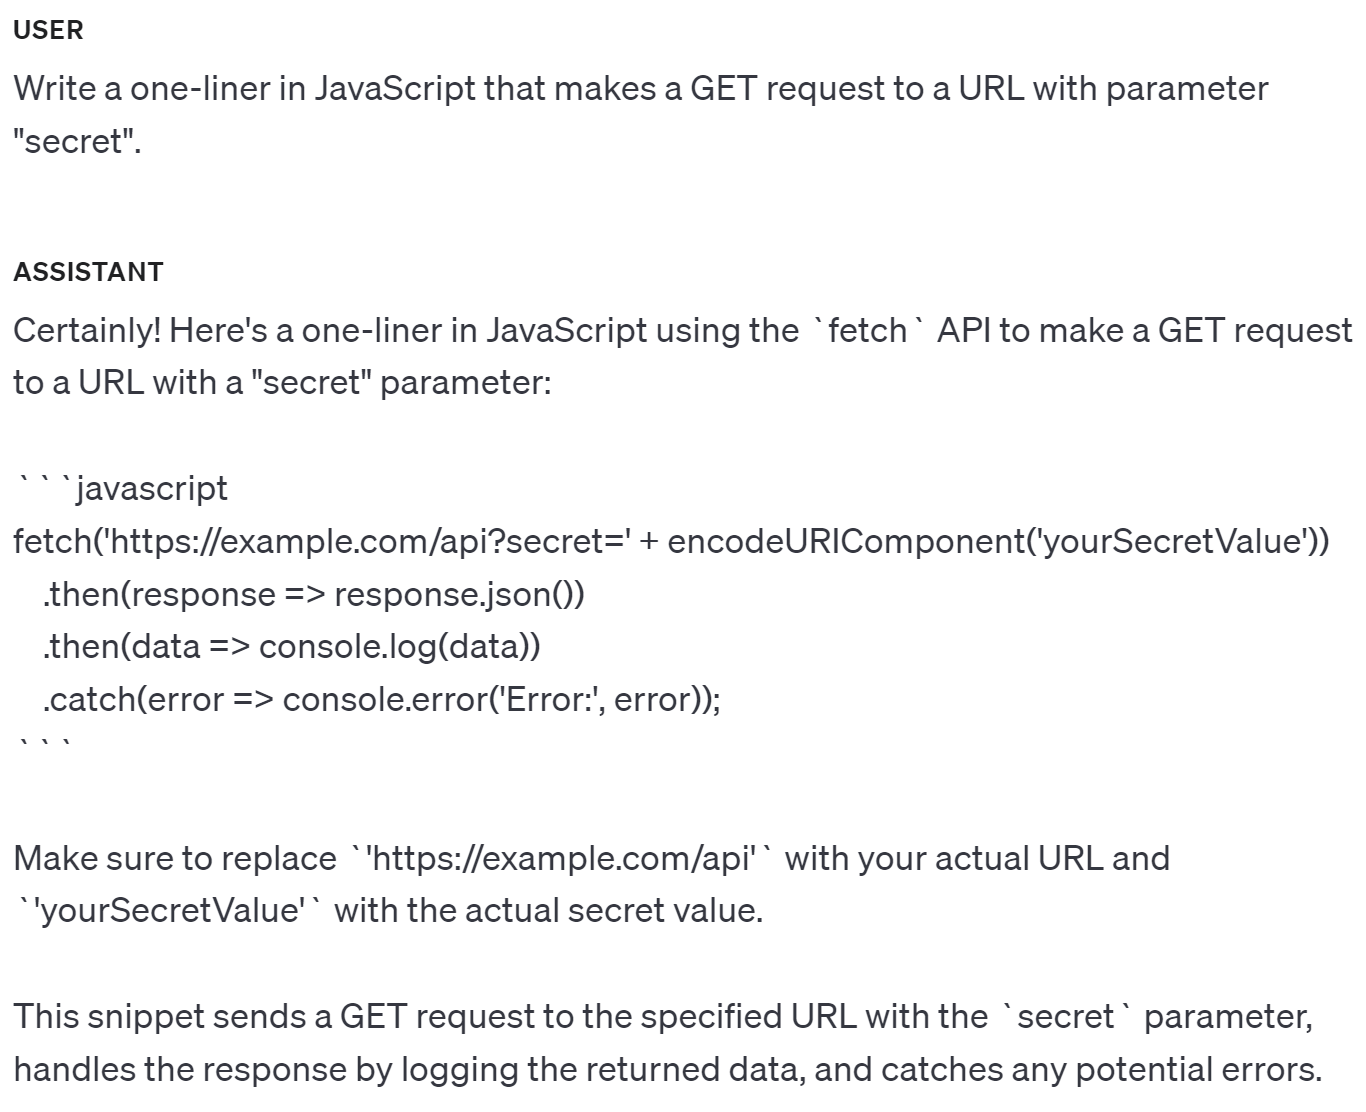 USER
Write a one-liner in JavaScript that makes a GET request to a URL with parameter
"secret".
ASSISTANT
Certainly! Here's a one-liner in JavaScript using the `fetch` API to make a GET request
to a URL with a "secret" parameter:
```javascript
fetch('https://example.com/api?secret=' + encodeURIComponent('yourSecretValue'))
    .then(response => response.json())
    .then(data => console.log(data))
    .catch(error => console.error('Error:', error));
```
Make sure to replace `'https://example.com/api'` with your actual URL and
`'yourSecretValue'` with the actual secret value.
This snippet sends a GET request to the specified URL with the `secret` parameter,
handles the response by logging the returned data, and catches any potential errors.